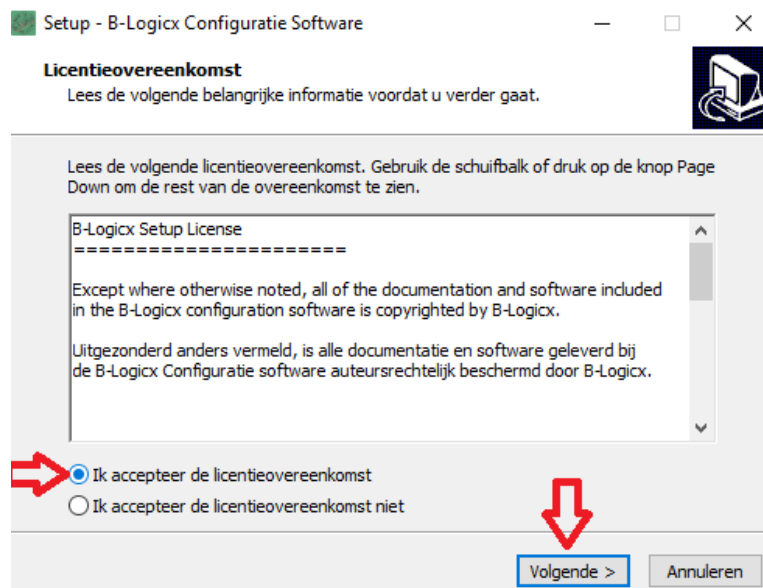 Setup - B-Logicx Configuratie Software
Licentieovereenkomst
Lees de volgende belangrijke informatie voordat u verder gaat.
Lees de volgende licentieovereenkomst. Gebruik de schuifbalk of druk op de knop Page
Down om de rest van de overeenkomst te zien.
B-Logicx Setup License
======================
Except where otherwise noted, all of the documentation and software included
in the B-Logicx configuration software is copyrighted by B-Logicx.
Uitgezonderd anders vermeld, is alle documentatie en software geleverd bij
de B-Logicx Configuratie software auteursrechtelijk beschermd door B-Logicx.
Ik accepteer de licentieovereenkomst
Ik accepteer de licentieovereenkomst niet
Volgende >
Annuleren